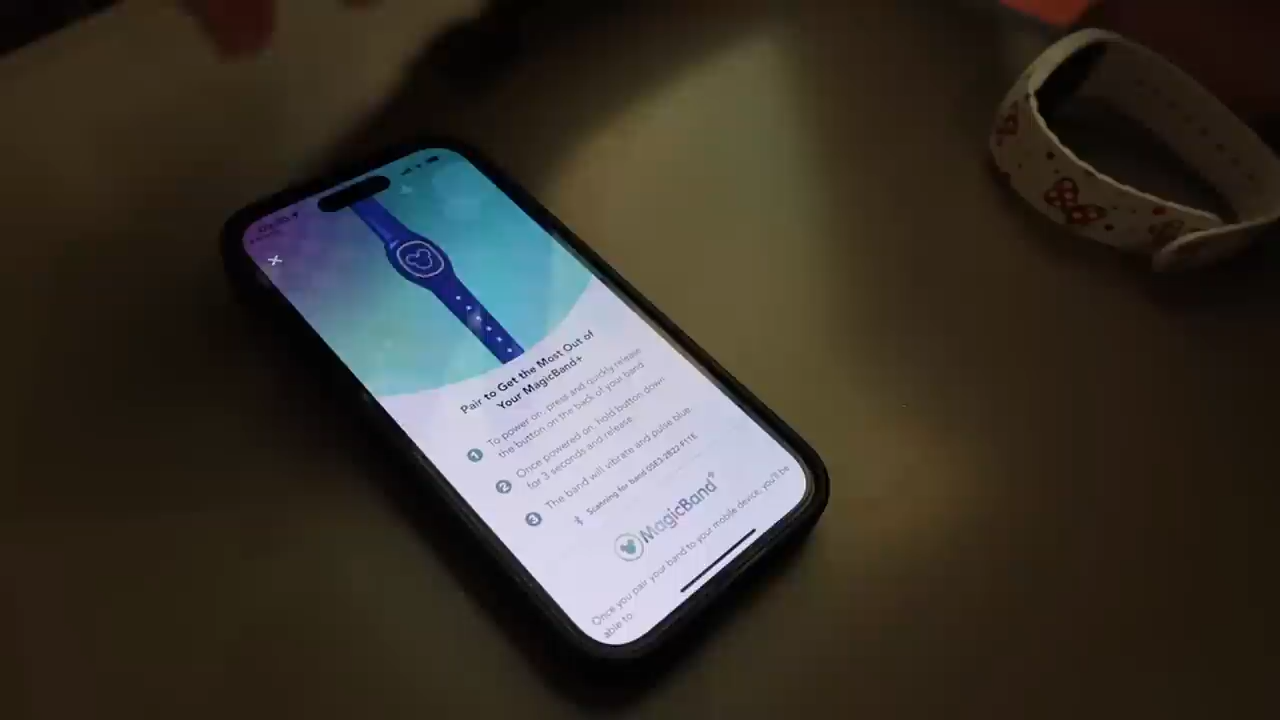 Pair to Get the Most Out of
Your MagicBand+
1 To power on, press and quickly release
the button on the back of your band
2 Once powered on, hold button down
for 3 seconds and release.
3 The band will vibrate and pulse blue.
Scanning for band 05E3-2822-F11E
MagicBand+
Once you pair your band to your mobile device, you'll be
able to: